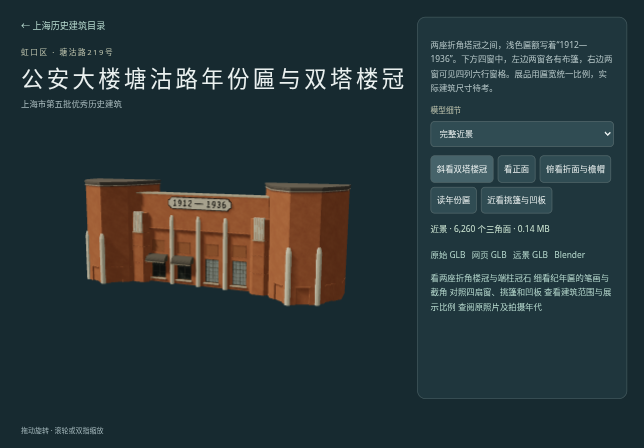 ← 上海历史建筑目录
虹口区 · 塘沽路219号
公安大楼塘沽路年份匾与双塔楼冠
上海市第五批优秀历史建筑
1912 — 1936
拖动旋转 · 滚轮或双指缩放
两座折角塔冠之间，浅色匾额写着“1912—
1936”。下方四窗中，左边两窗各有布篷，右边两
窗可见四列六行窗格。展品用匾宽统一比例，实
际建筑尺寸待考。
模型细节
完整近景
斜看双塔楼冠 看正面 俯看折面与檐帽
读年份匾 近看挑篷与凹板
近景 · 6,260 个三角面 · 0.14 MB
原始 GLB 网页 GLB 远景 GLB Blender
看两座折角楼冠与端柱冠石 细看纪年匾的笔画与
截角 对照四扇窗、挑篷和凹板 查看建筑范围与展
示比例 查阅原照片及拍摄年代